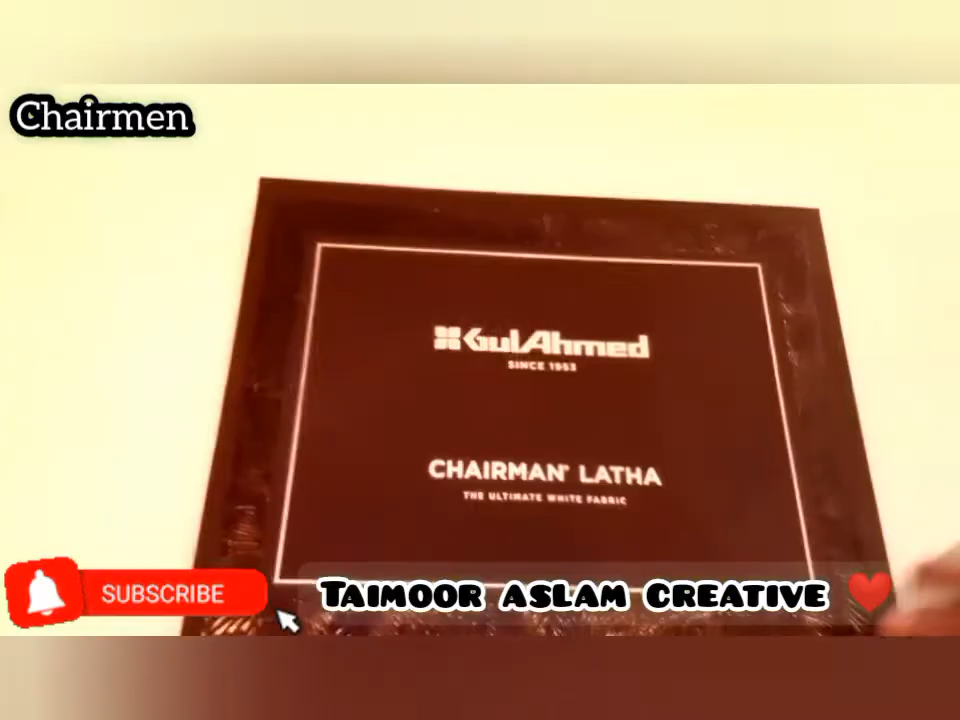 Chairmen
GulAhmed
SINCE 1953
CHAIRMAN® LATHA
THE ULTIMATE WHITE FABRIC
SUBSCRIBE
TAIMOOR ASLAM CREATIVE ❤️